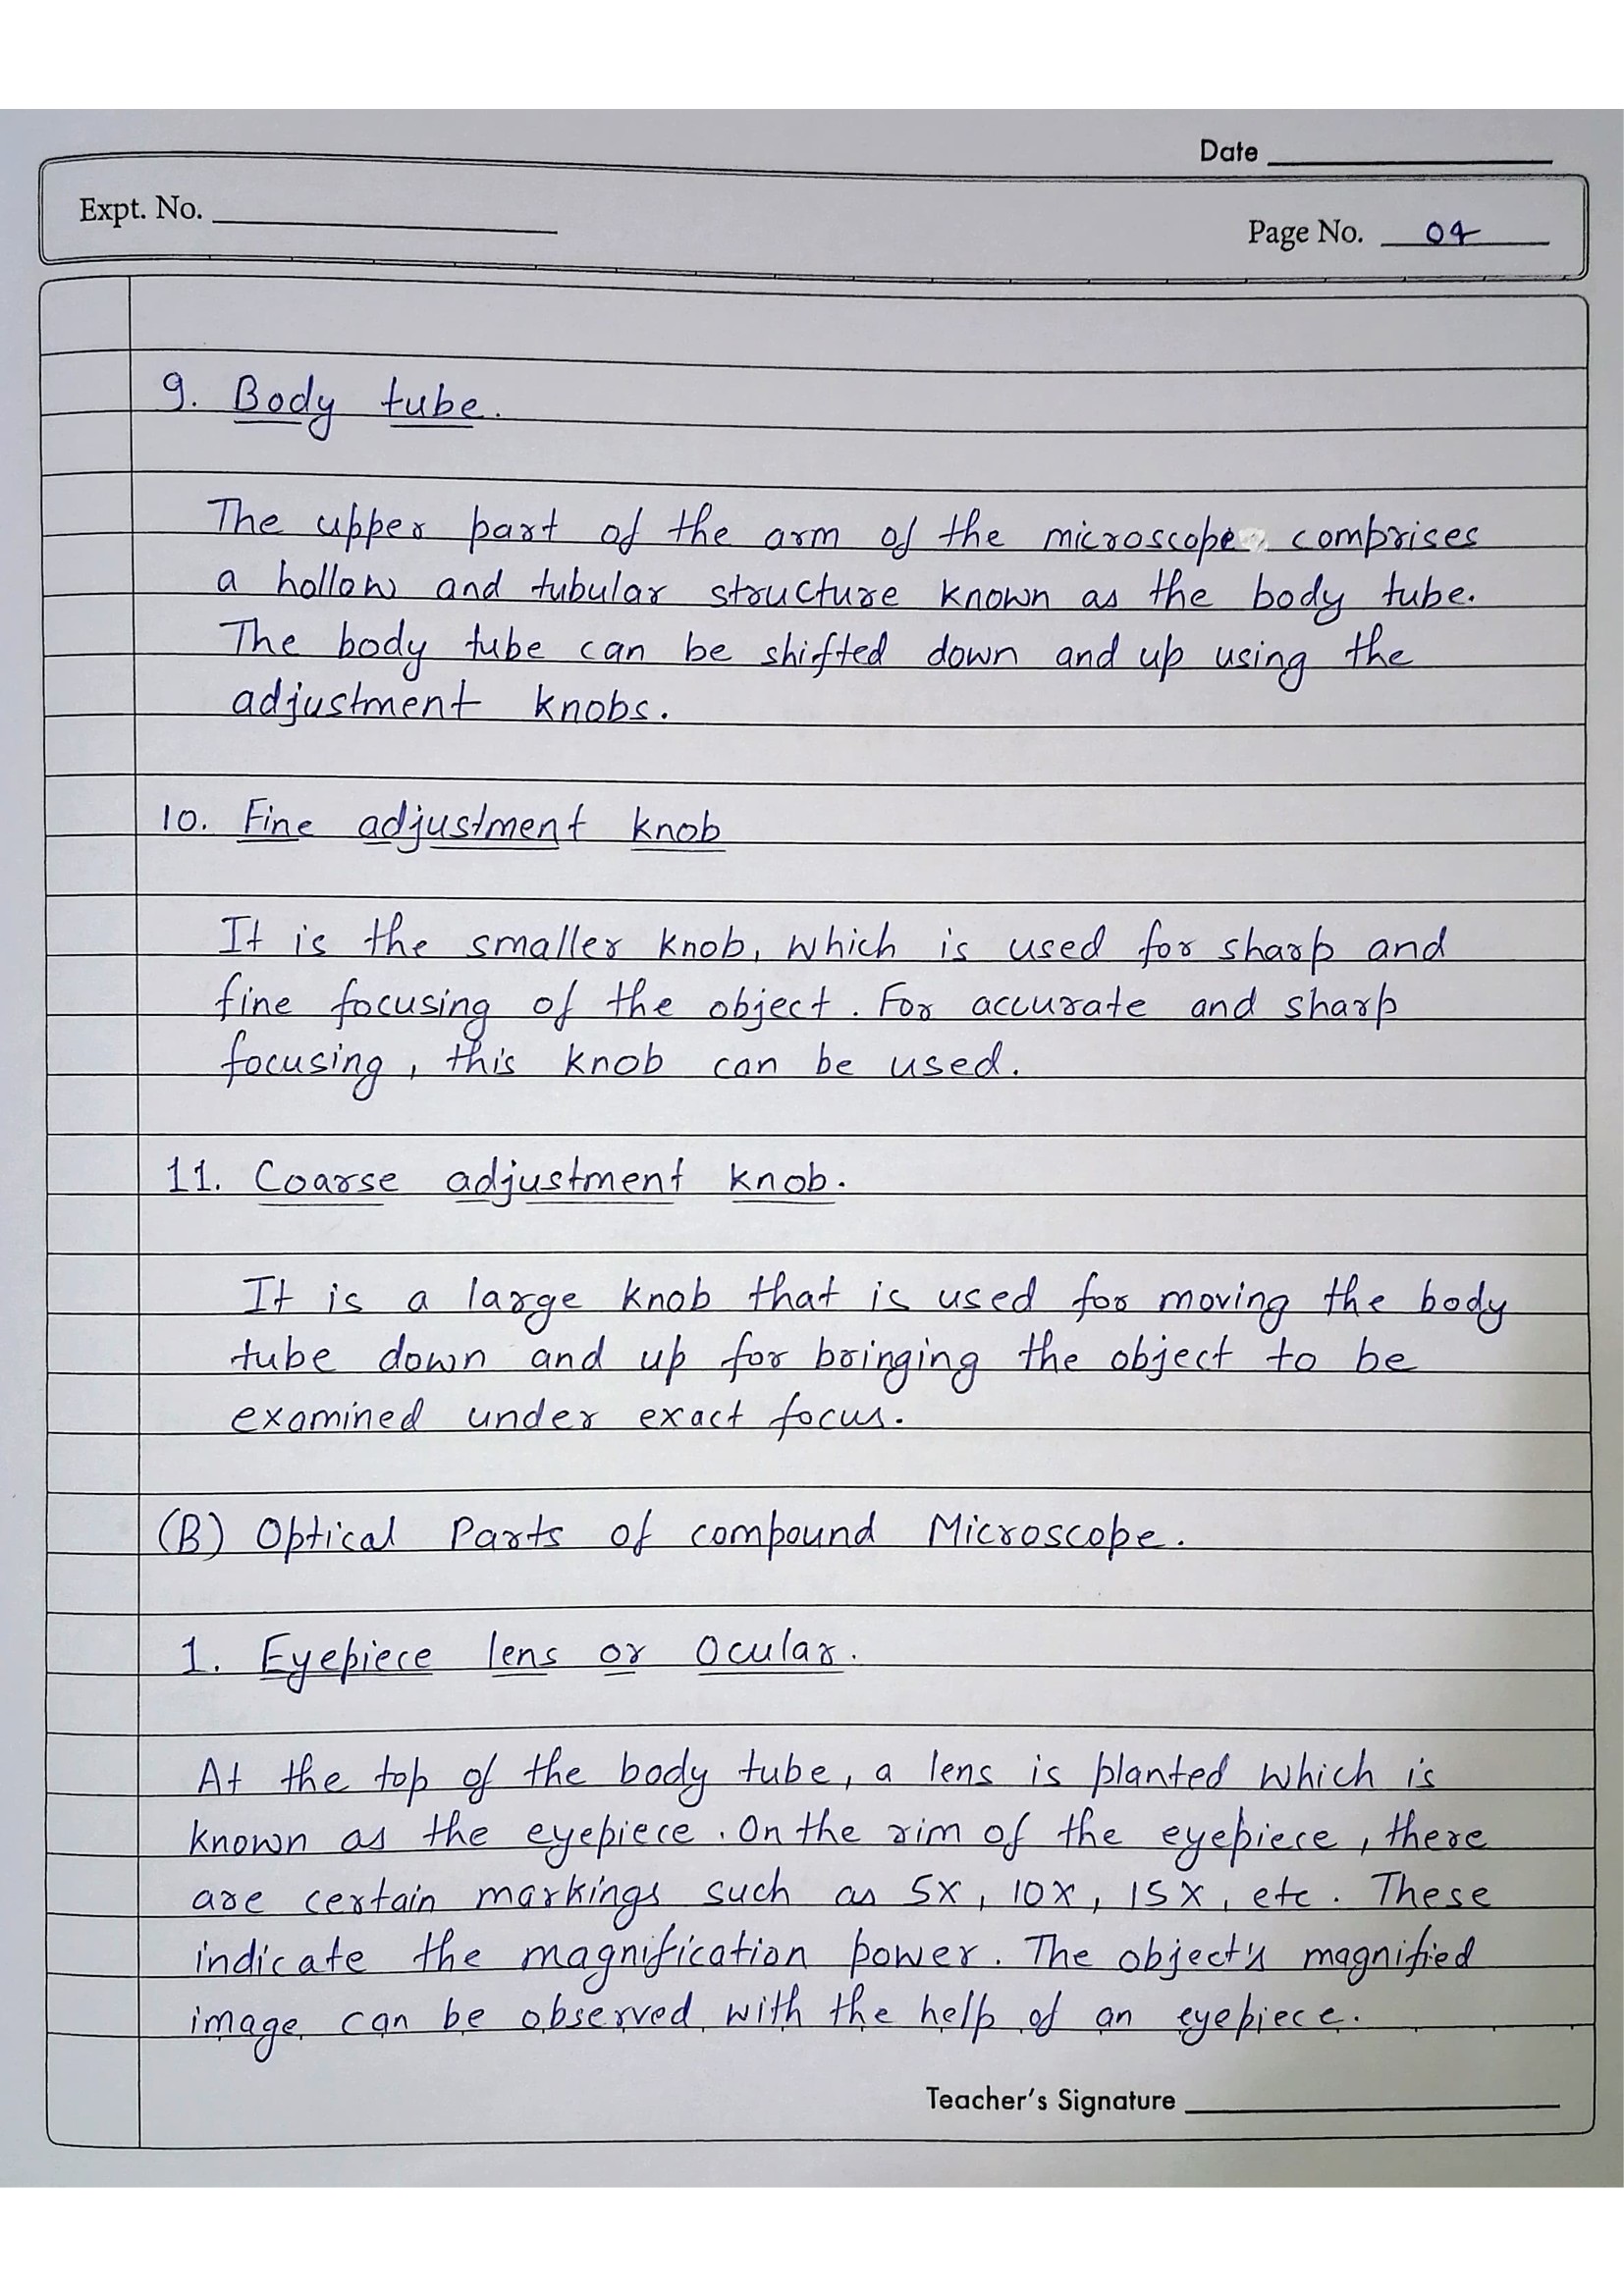 Date
Expt. No.
Page No. 04
9. Body tube.
The upper part of the arm of the microscope comprises
a hollow and tubular structure known as the body tube.
The body tube can be shifted down and up using the
adjustment knobs.
10. Fine adjustment knob
It is the smaller knob, which is used for sharp and
fine focusing of the object. For accurate and sharp
focusing, this knob can be used.
11. Coarse adjustment knob.
It is a large knob that is used for moving the body
tube down and up for bringing the object to be
examined under exact focus.
(B) Optical Parts of compound Microscope.
1. Eyepiece lens or Ocular.
At the top of the body tube, a lens is planted which is
known as the eyepiece. On the rim of the eyepiece, there
are certain markings such as 5X, 10X, 15X, etc. These
indicate the magnification power. The object's magnified
image can be observed with the help of an eyepiece.
Teacher's Signature